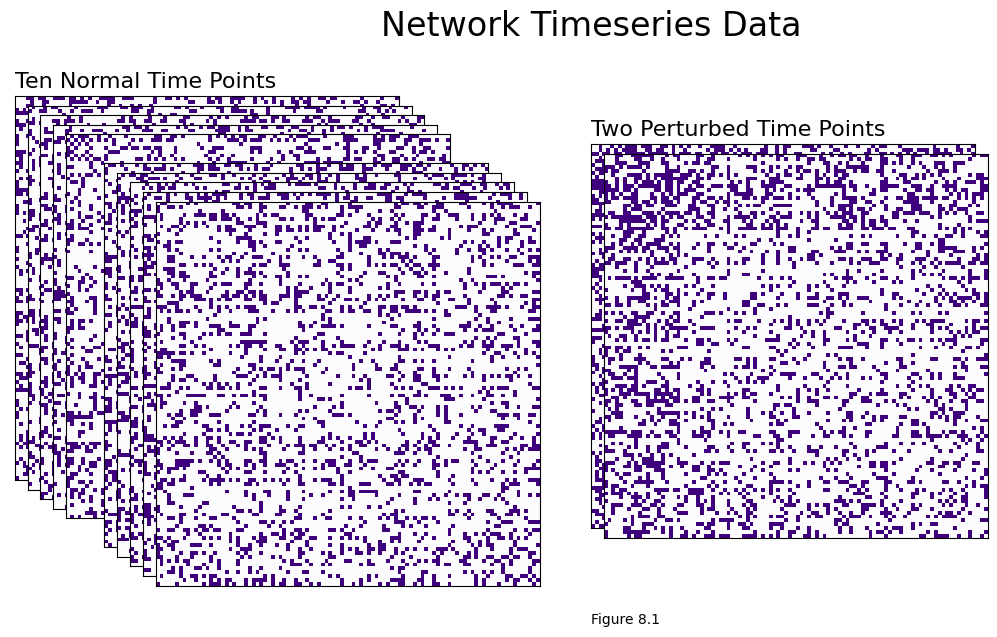 Network Timeseries Data
Ten Normal Time Points
Two Perturbed Time Points
Figure 8.1